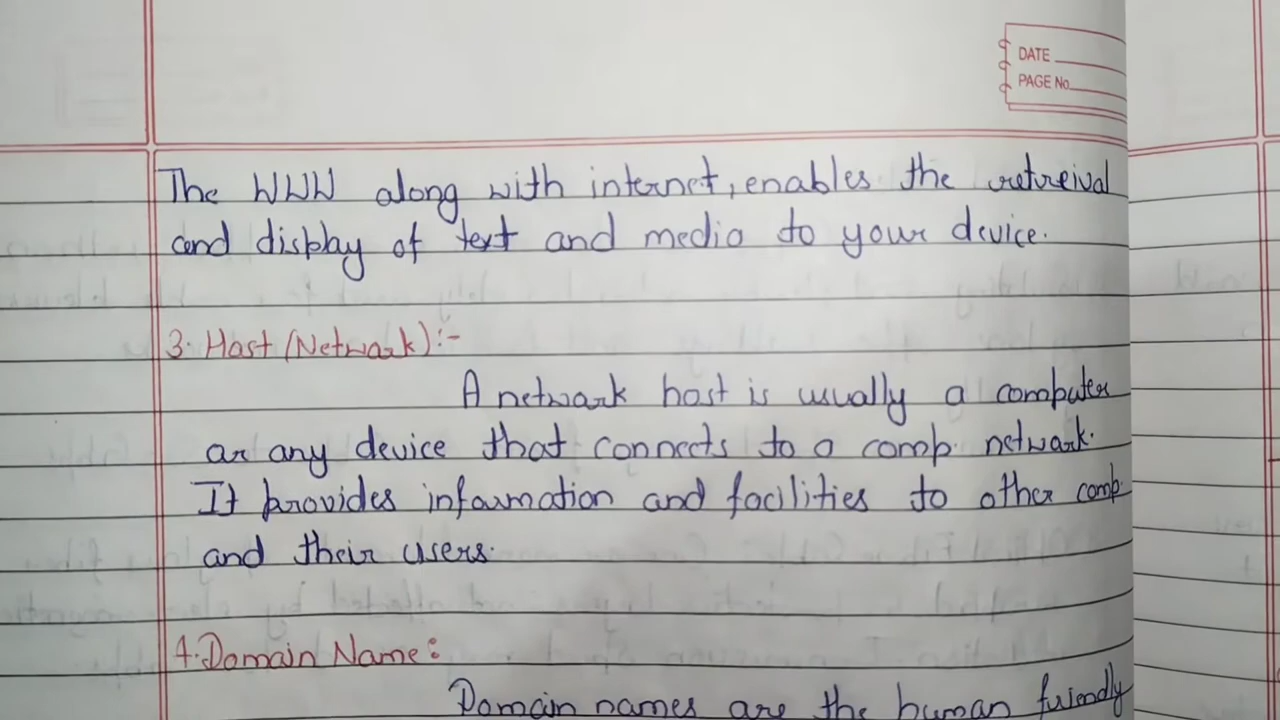 DATE
PAGE No.
The WWW along with internet, enables the retreival
and display of text and media to your device.
3. Host (Network):-
A network host is usually a computer
or any device that connects to a comp. network.
It provides information and facilities to other comp.
and their users.
4. Domain Name:
Domain names are the human friendly